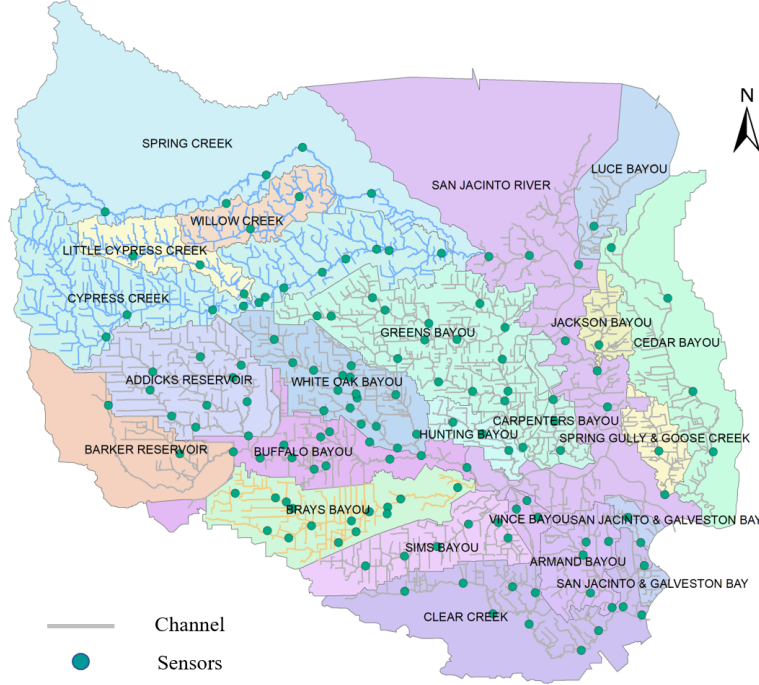 N
SPRING CREEK
LUCE BAYOU
SAN JACINTO RIVER
WILLOW CREEK
LITTLE CYPRESS CREEK
CYPRESS CREEK
JACKSON BAYOU
GREENS BAYOU
CEDAR BAYOU
ADDICKS RESERVOIR
WHITE OAK BAYOU
CARPENTERS BAYOU
HUNTING BAYOU
SPRING GULLY & GOOSE CREEK
BARKER RESERVOIR
BUFFALO BAYOU
BRAYS BAYOU
VINCE BAYOU
SAN JACINTO & GALVESTON BAY
SIMS BAYOU
ARMAND BAYOU
SAN JACINTO & GALVESTON BAY
CLEAR CREEK
Channel
Sensors